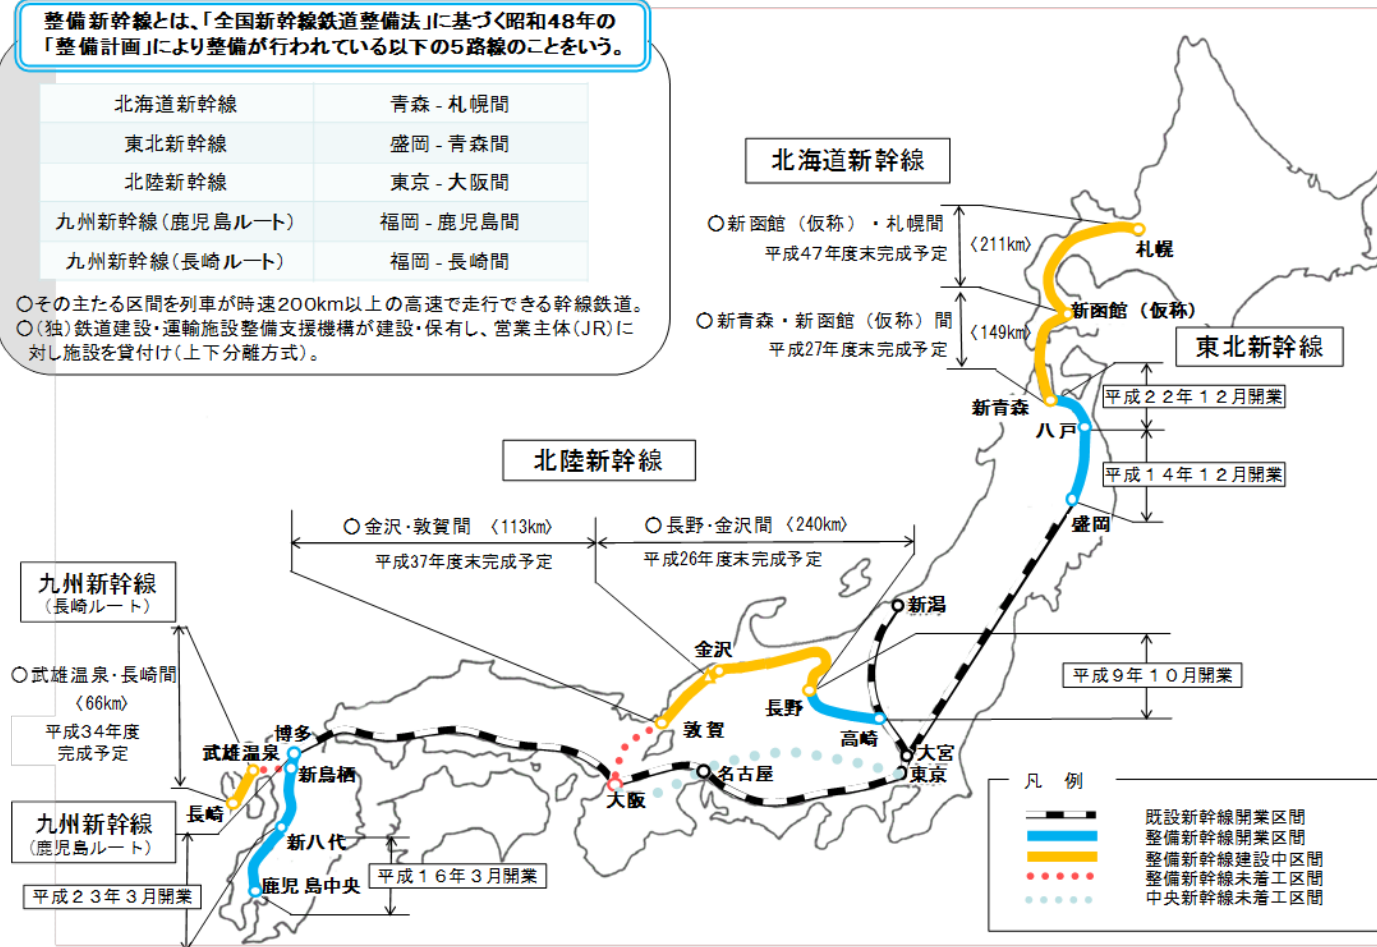 整備新幹線とは、｢全国新幹線鉄道整備法｣に基づく昭和48年の
｢整備計画｣により整備が行われている以下の5路線のことをいう。
北海道新幹線 青森 - 札幌間
東北新幹線 盛岡 - 青森間
北陸新幹線 東京 - 大阪間
九州新幹線(鹿児島ルート) 福岡 - 鹿児島間
九州新幹線(長崎ルート) 福岡 - 長崎間
○その主たる区間を列車が時速200km以上の高速で走行できる幹線鉄道。
○(独)鉄道建設・運輸施設整備支援機構が建設・保有し、営業主体(JR)に
対し施設を貸付け(上下分離方式)。
北海道新幹線
○新函館（仮称）・札幌間
平成47年度末完成予定
〈211km〉
札幌
新函館（仮称）
○新青森・新函館（仮称）間
平成27年度末完成予定
〈149km〉
東北新幹線
新青森
平成２２年１２月開業
八戸
平成１４年１２月開業
盛岡
北陸新幹線
○金沢・敦賀間 〈113km〉
平成37年度末完成予定
○長野・金沢間 〈240km〉
平成26年度末完成予定
新潟
金沢
長野
敦賀
高崎
平成９年１０月開業
大宮
東京
名古屋
大阪
九州新幹線
（長崎ルート）
○武雄温泉・長崎間
〈66km〉
平成34年度
完成予定
博多
武雄温泉
新鳥栖
長崎
九州新幹線
（鹿児島ルート）
新八代
平成１６年３月開業
鹿児島中央
平成２３年３月開業
凡 例
既設新幹線開業区間
整備新幹線開業区間
整備新幹線建設中区間
整備新幹線未着工区間
中央新幹線未着工区間